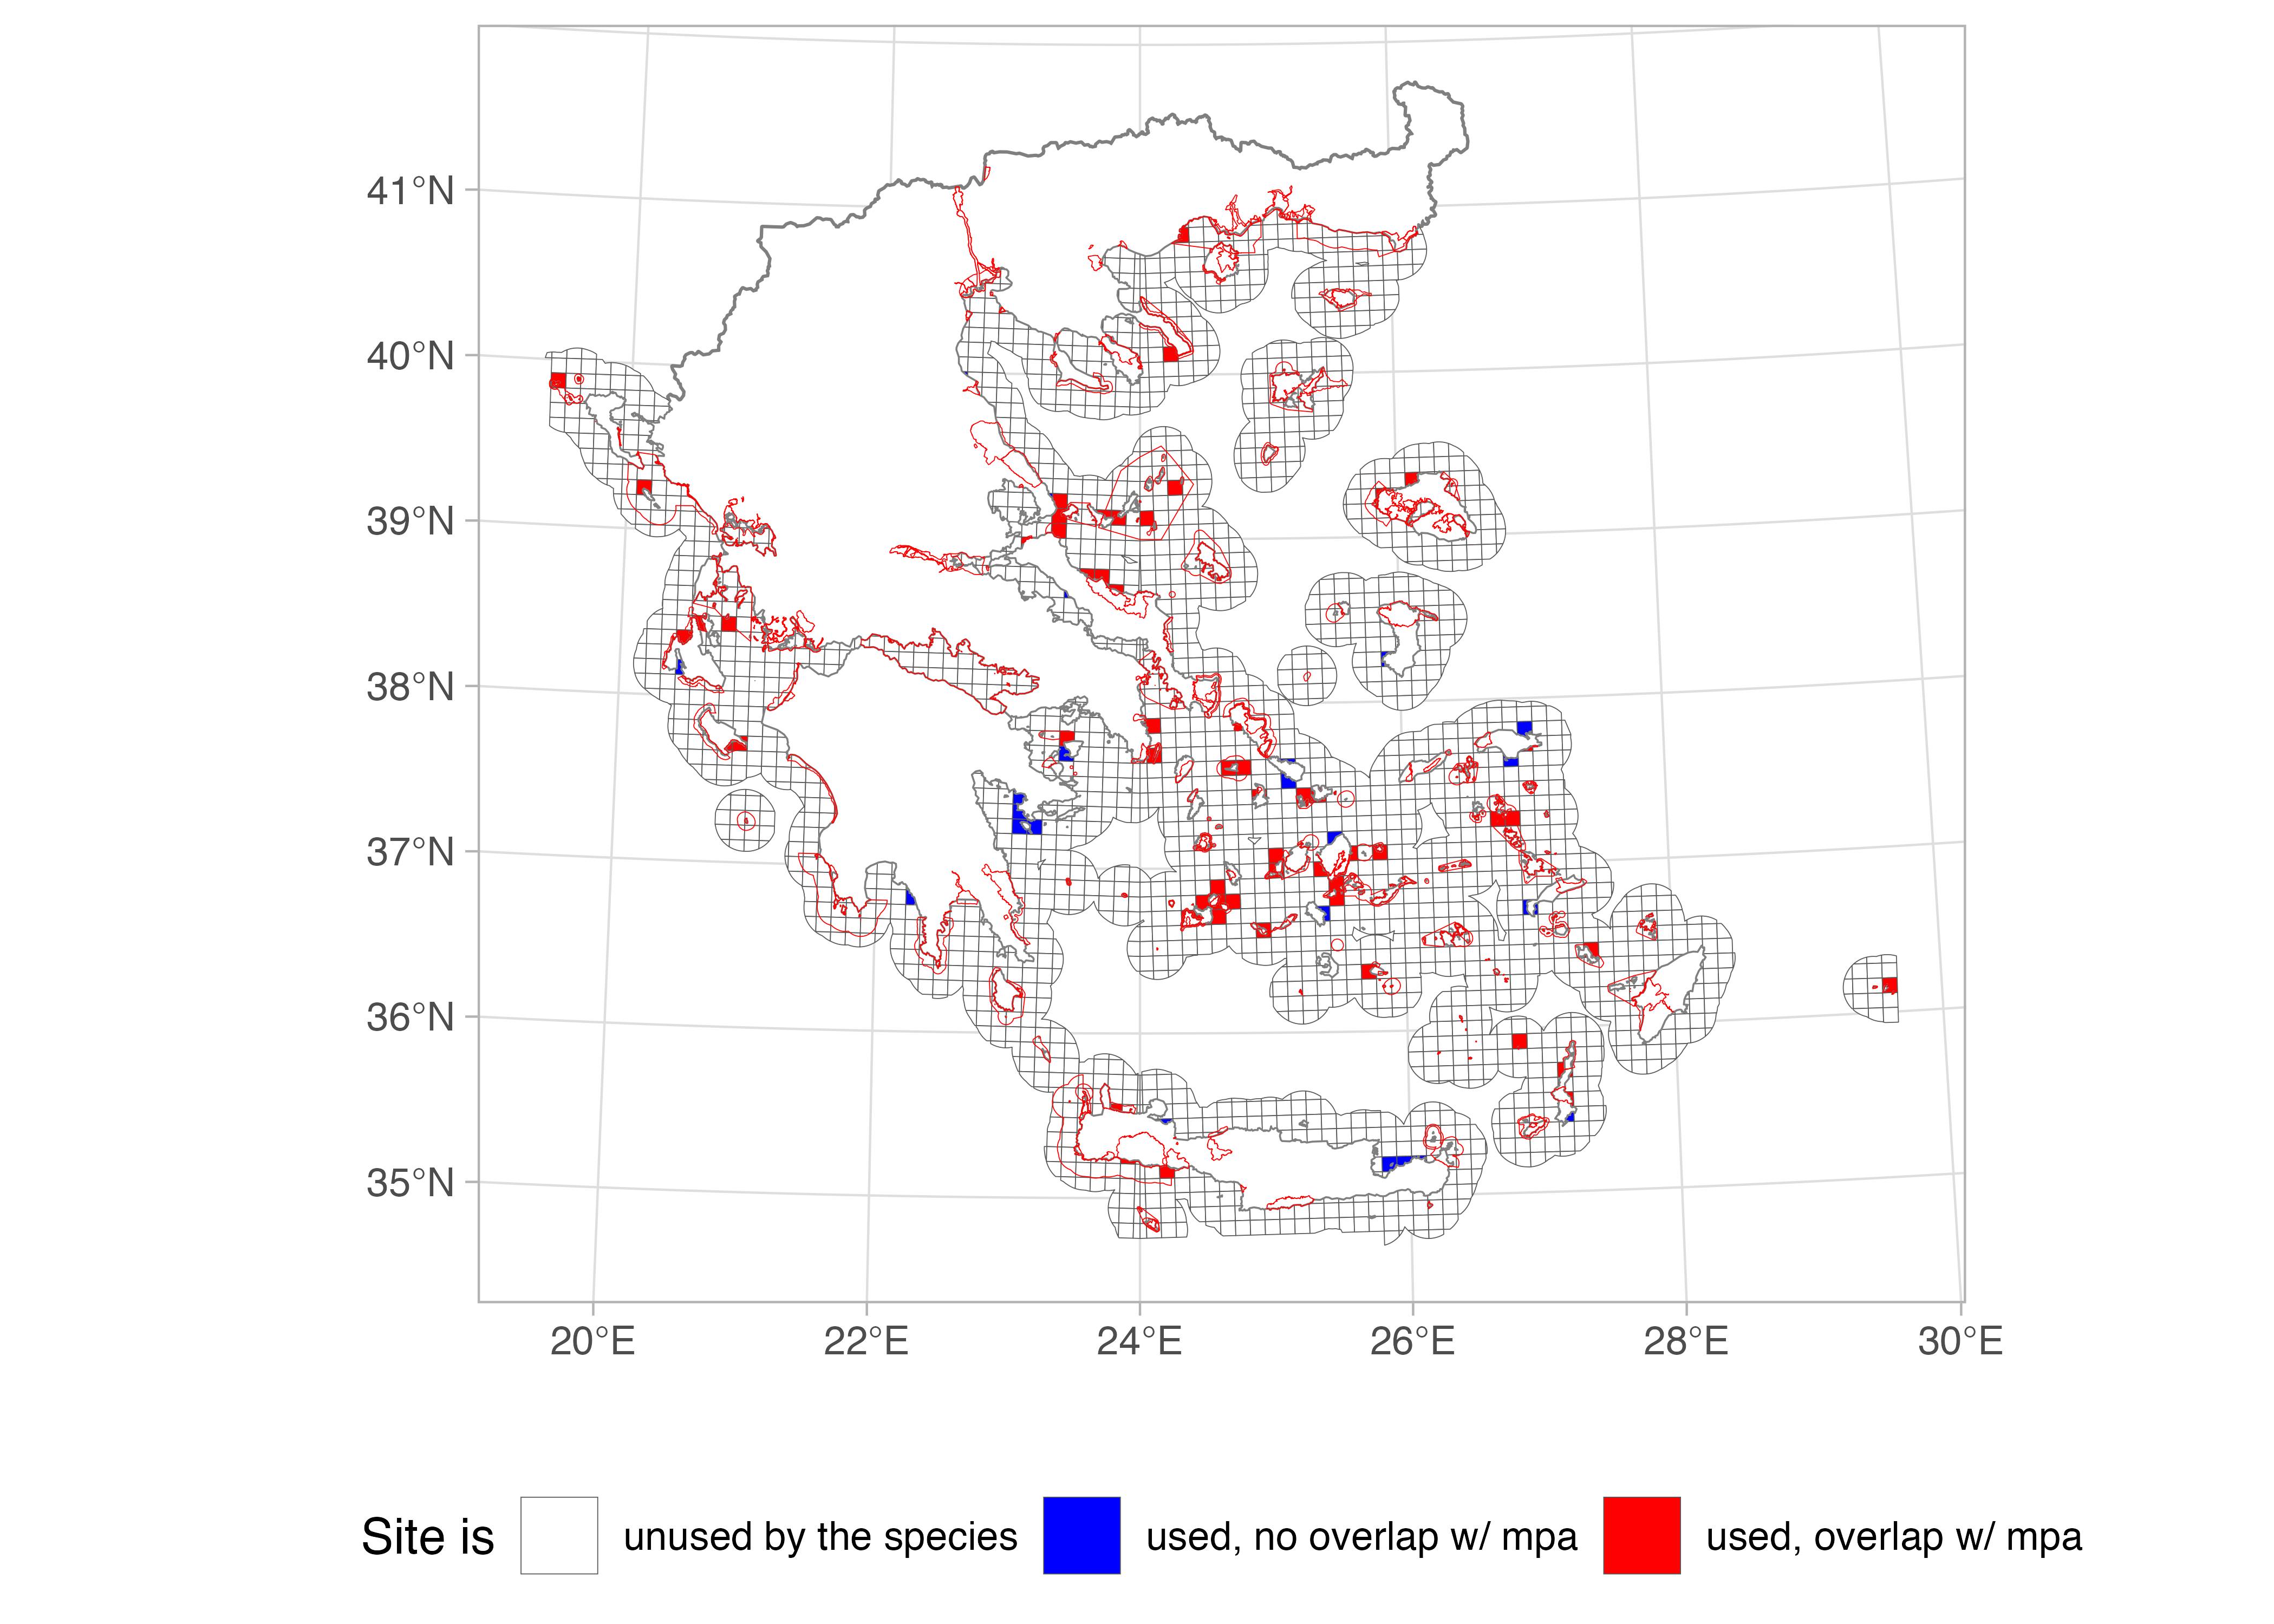 41°N
40°N
39°N
38°N
37°N
36°N
35°N
20°E 22°E 24°E 26°E 28°E 30°E
Site is unused by the species used, no overlap w/ mpa used, overlap w/ mpa